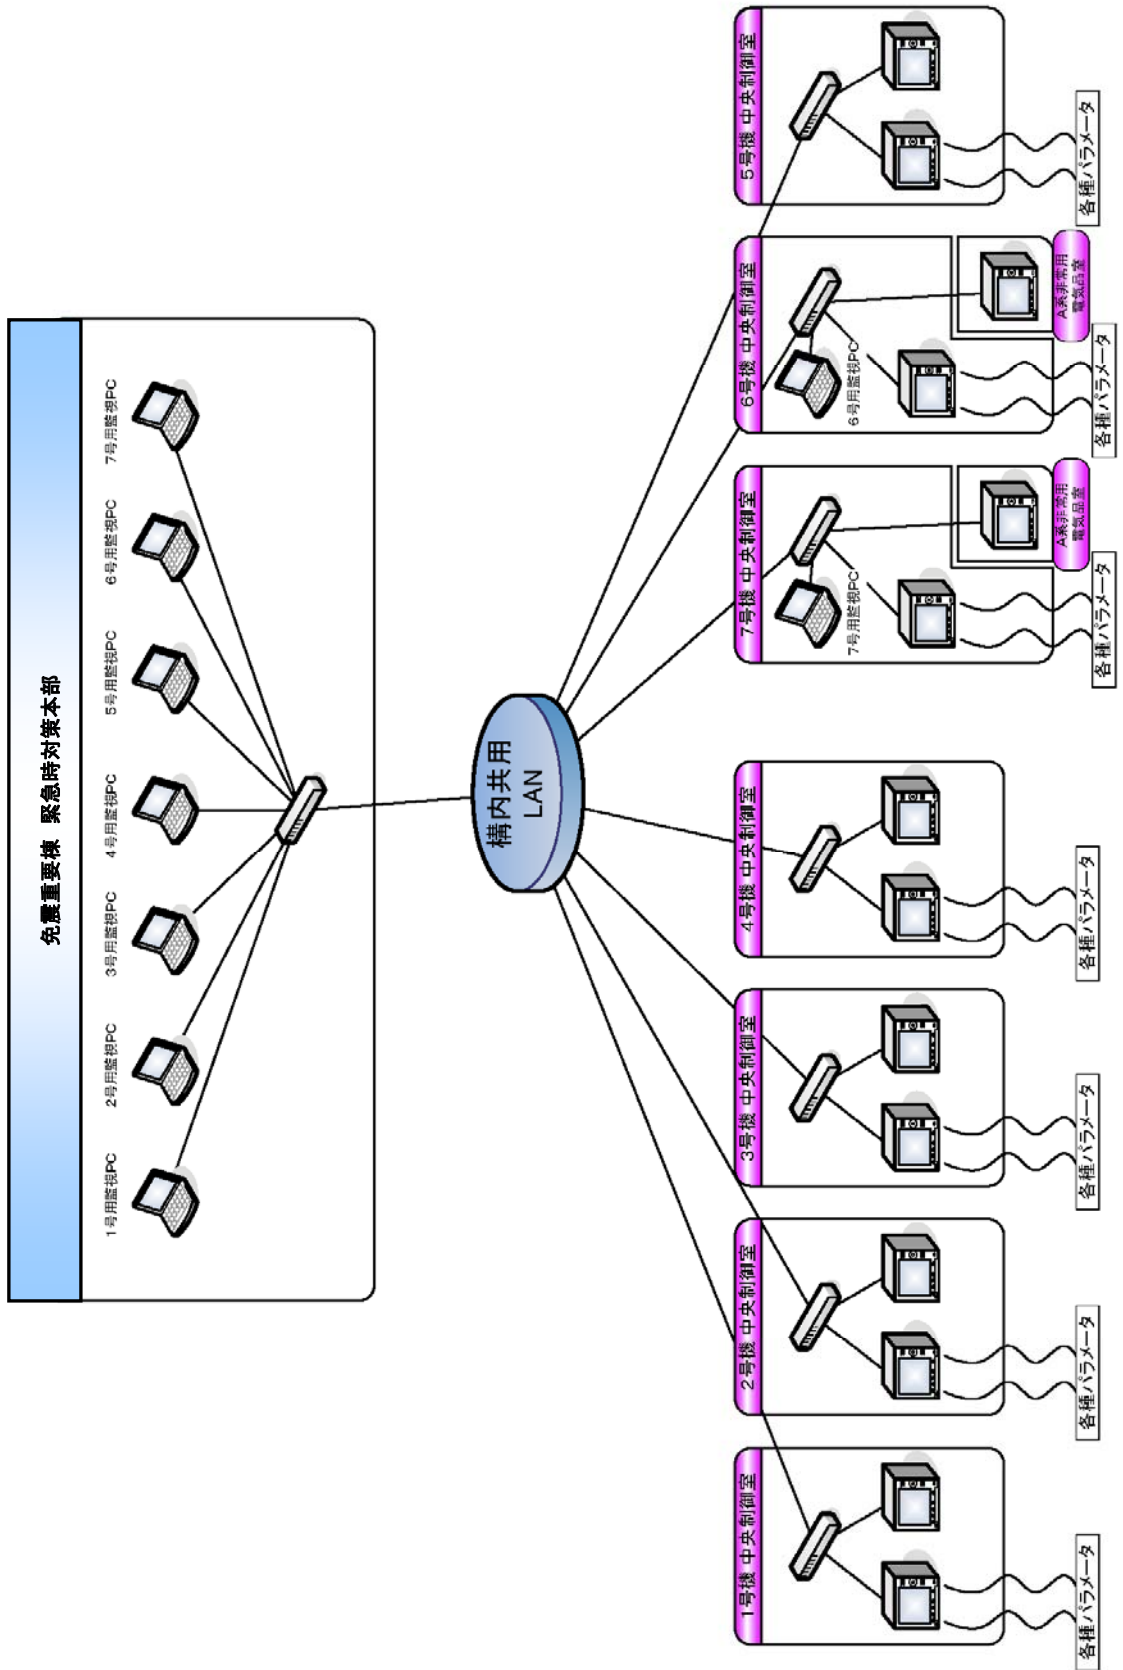 免震重要棟 緊急時対策本部
1号用監視PC
2号用監視PC
3号用監視PC
4号用監視PC
5号用監視PC
6号用監視PC
7号用監視PC
構内共用
LAN
1号機 中央制御室
2号機 中央制御室
3号機 中央制御室
4号機 中央制御室
7号機 中央制御室
6号機 中央制御室
5号機 中央制御室
7号用監視PC
6号用監視PC
A系非常用
電気品室
A系非常用
電気品室
各種パラメータ
各種パラメータ
各種パラメータ
各種パラメータ
各種パラメータ
各種パラメータ
各種パラメータ